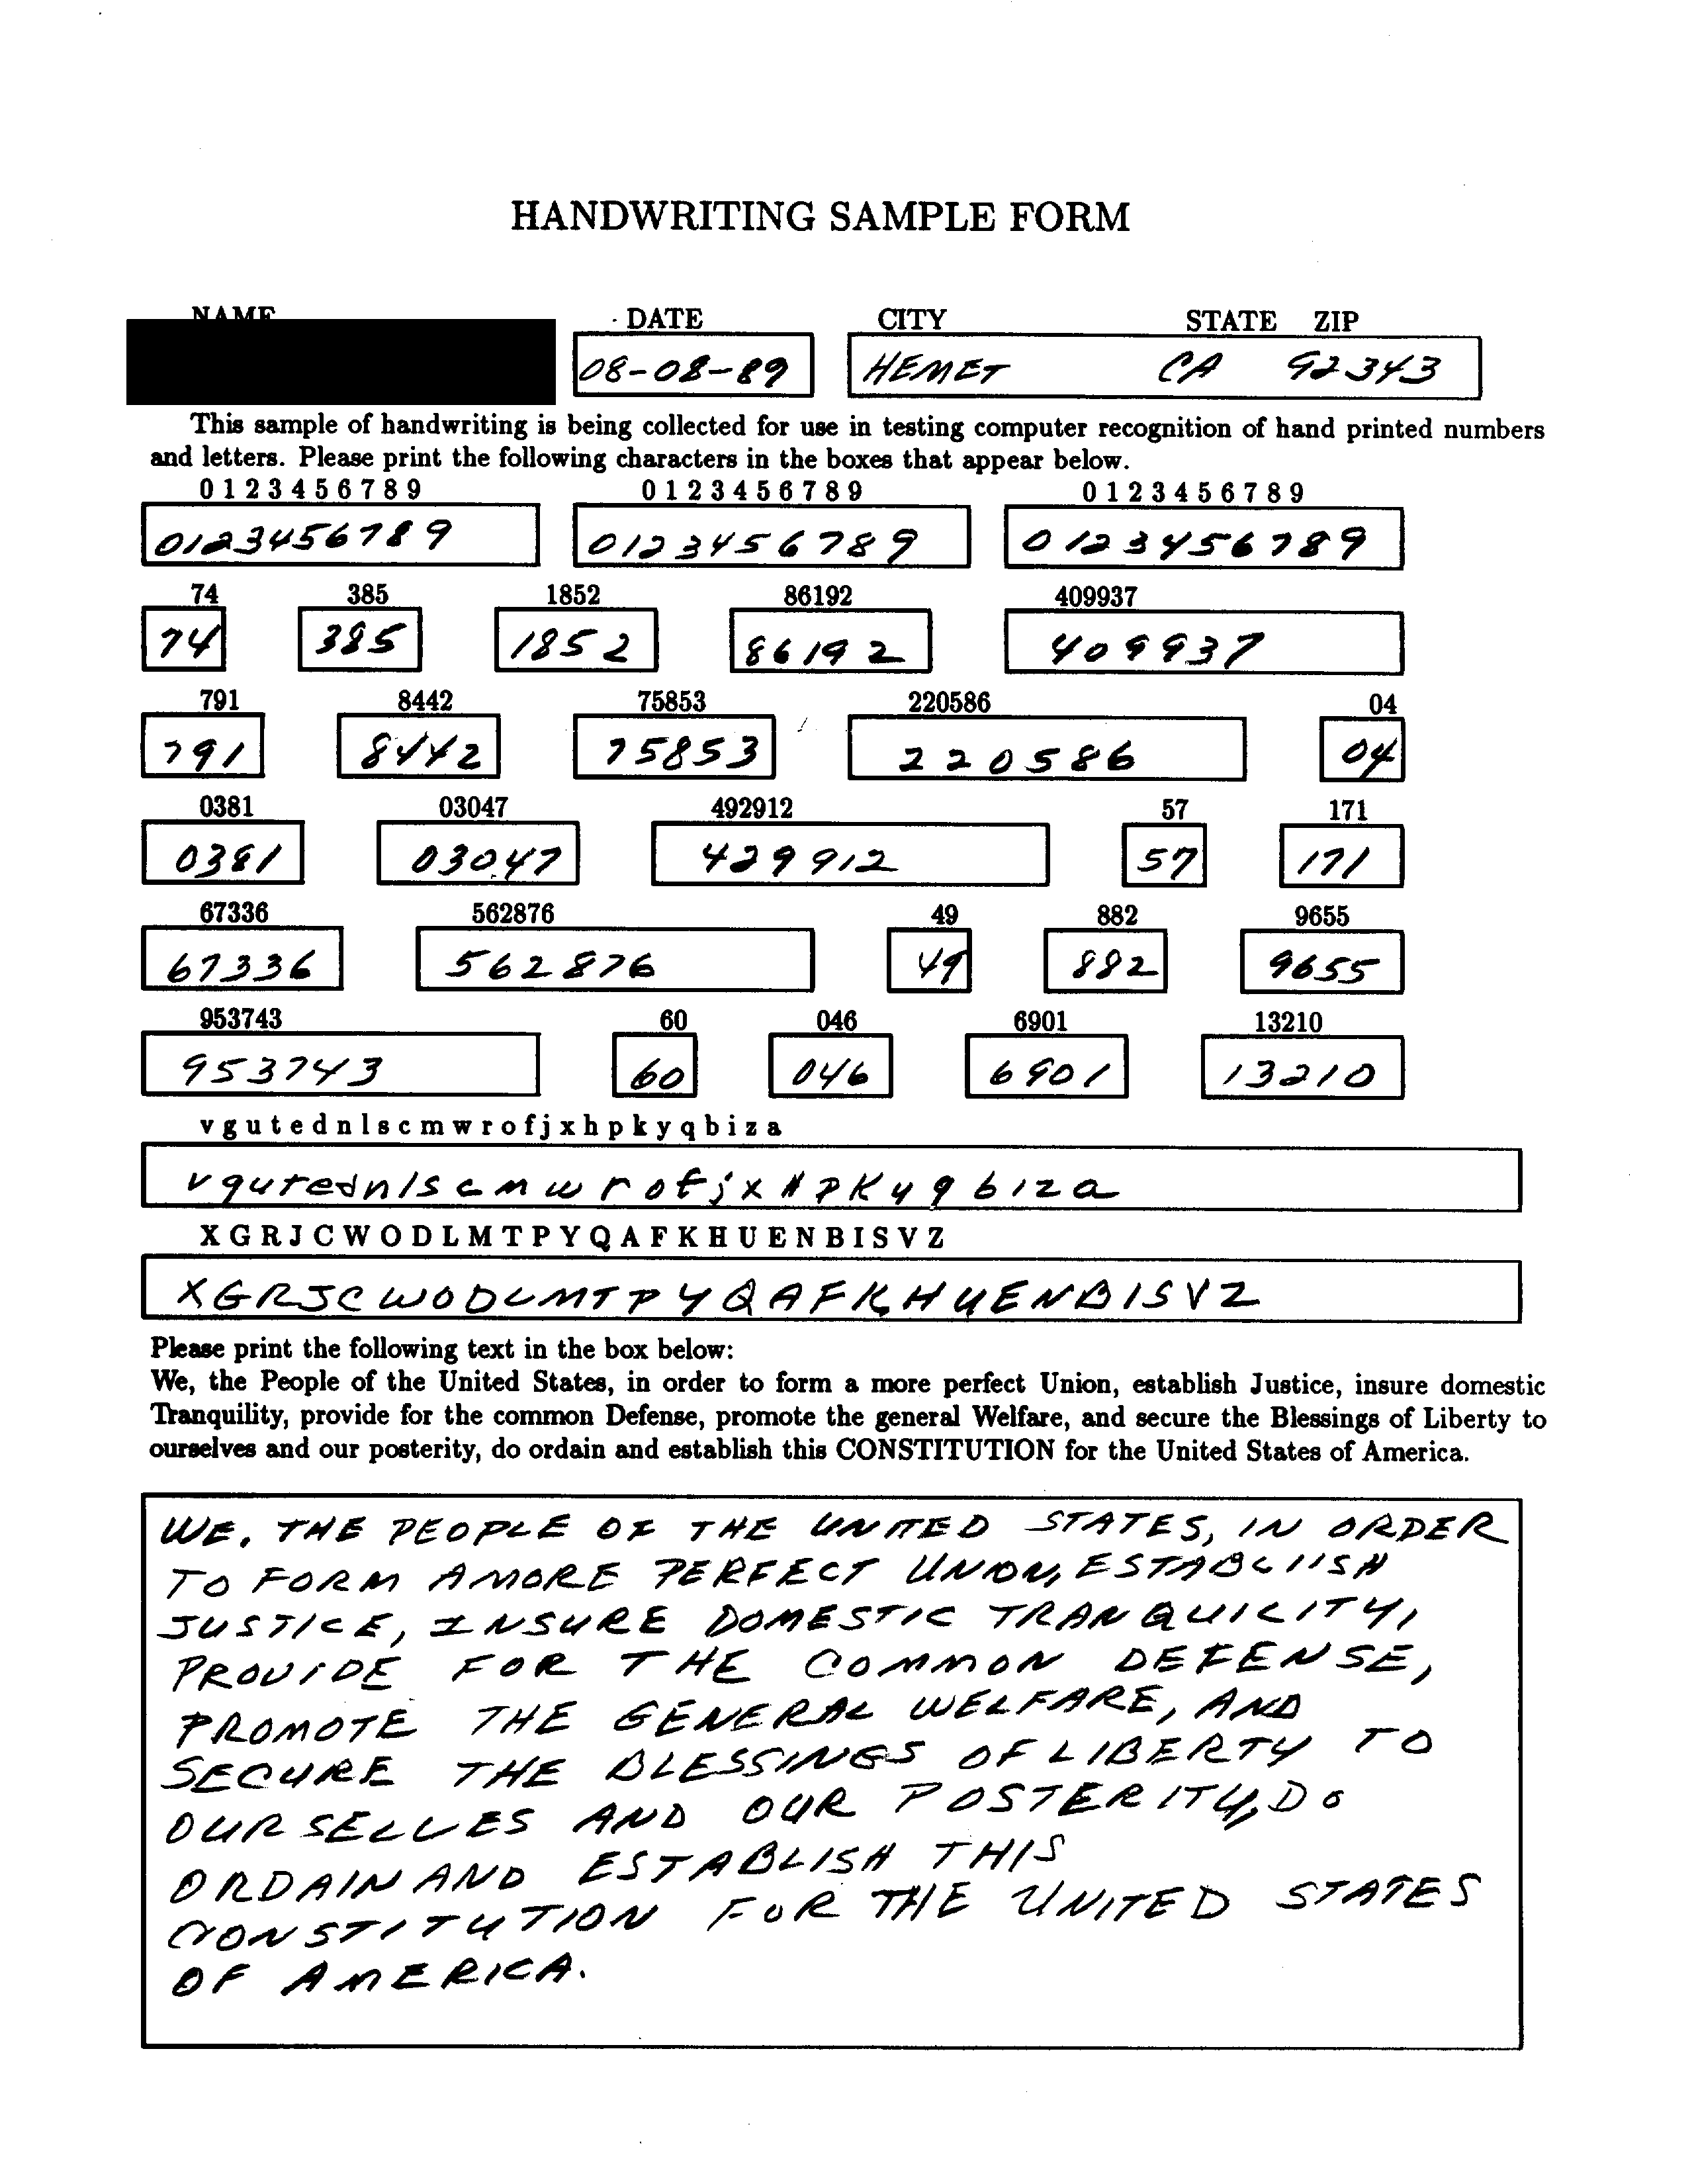 HANDWRITING SAMPLE FORM
NAME DATE CITY STATE ZIP
08-08-89 HEMET CA 92343
This sample of handwriting is being collected for use in testing computer recognition of hand printed numbers
and letters. Please print the following characters in the boxes that appear below.
0 1 2 3 4 5 6 7 8 9 0 1 2 3 4 5 6 7 8 9 0 1 2 3 4 5 6 7 8 9
0123456789 0123456789 0123456789
74 385 1852 86192 409937
74 385 1852 86192 409937
791 8442 75853 220586 04
791 8442 75853 220586 04
0381 03047 492912 57 171
0381 03047 429912 57 171
67336 562876 49 882 9655
67336 562876 49 882 9655
953743 60 046 6901 13210
953743 60 046 6901 13210
v g u t e d n l s c m w r o f j x h p k y q b i z a
v g u t e d n l s c m w r o f j x H P K y q b i z a
X G R J C W O D L M T P Y Q A F K H U E N B I S V Z
X G R J C W O D L M T P Y Q A F K H U E N B I S V Z
Please print the following text in the box below:
We, the People of the United States, in order to form a more perfect Union, establish Justice, insure domestic
Tranquility, provide for the common Defense, promote the general Welfare, and secure the Blessings of Liberty to
ourselves and our posterity, do ordain and establish this CONSTITUTION for the United States of America.
WE, THE PEOPLE OF THE UNITED STATES, IN ORDER
TO FORM A MORE PERFECT UNION, ESTABLIISH
JUSTICE, INSURE DOMESTIC TRANQUILITY,
PROVIDE FOR THE COMMON DEFENSE,
PROMOTE THE GENERAL WELFARE, AND
SECURE THE BLESSINGS OF LIBERTY TO
OURSELLVES AND OUR POSTERITY, DO
ORDAIN AND ESTABLISH THIS
CONSTITUTION FOR THE UNITED STATES
OF AMERICA.